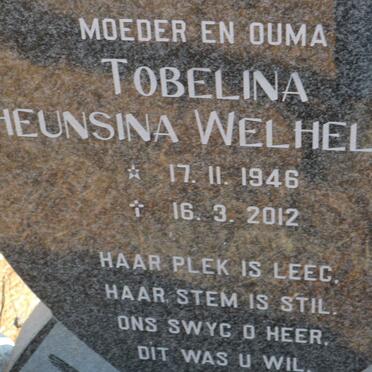 MOEDER EN OUMA
TOBELINA
HEUNSINA WELHEL
☆ 17. 11. 1946
✝ 16. 3. 2012
HAAR PLEK IS LEEG,
HAAR STEM IS STIL.
ONS SWYG O HEER,
DIT WAS U WIL.